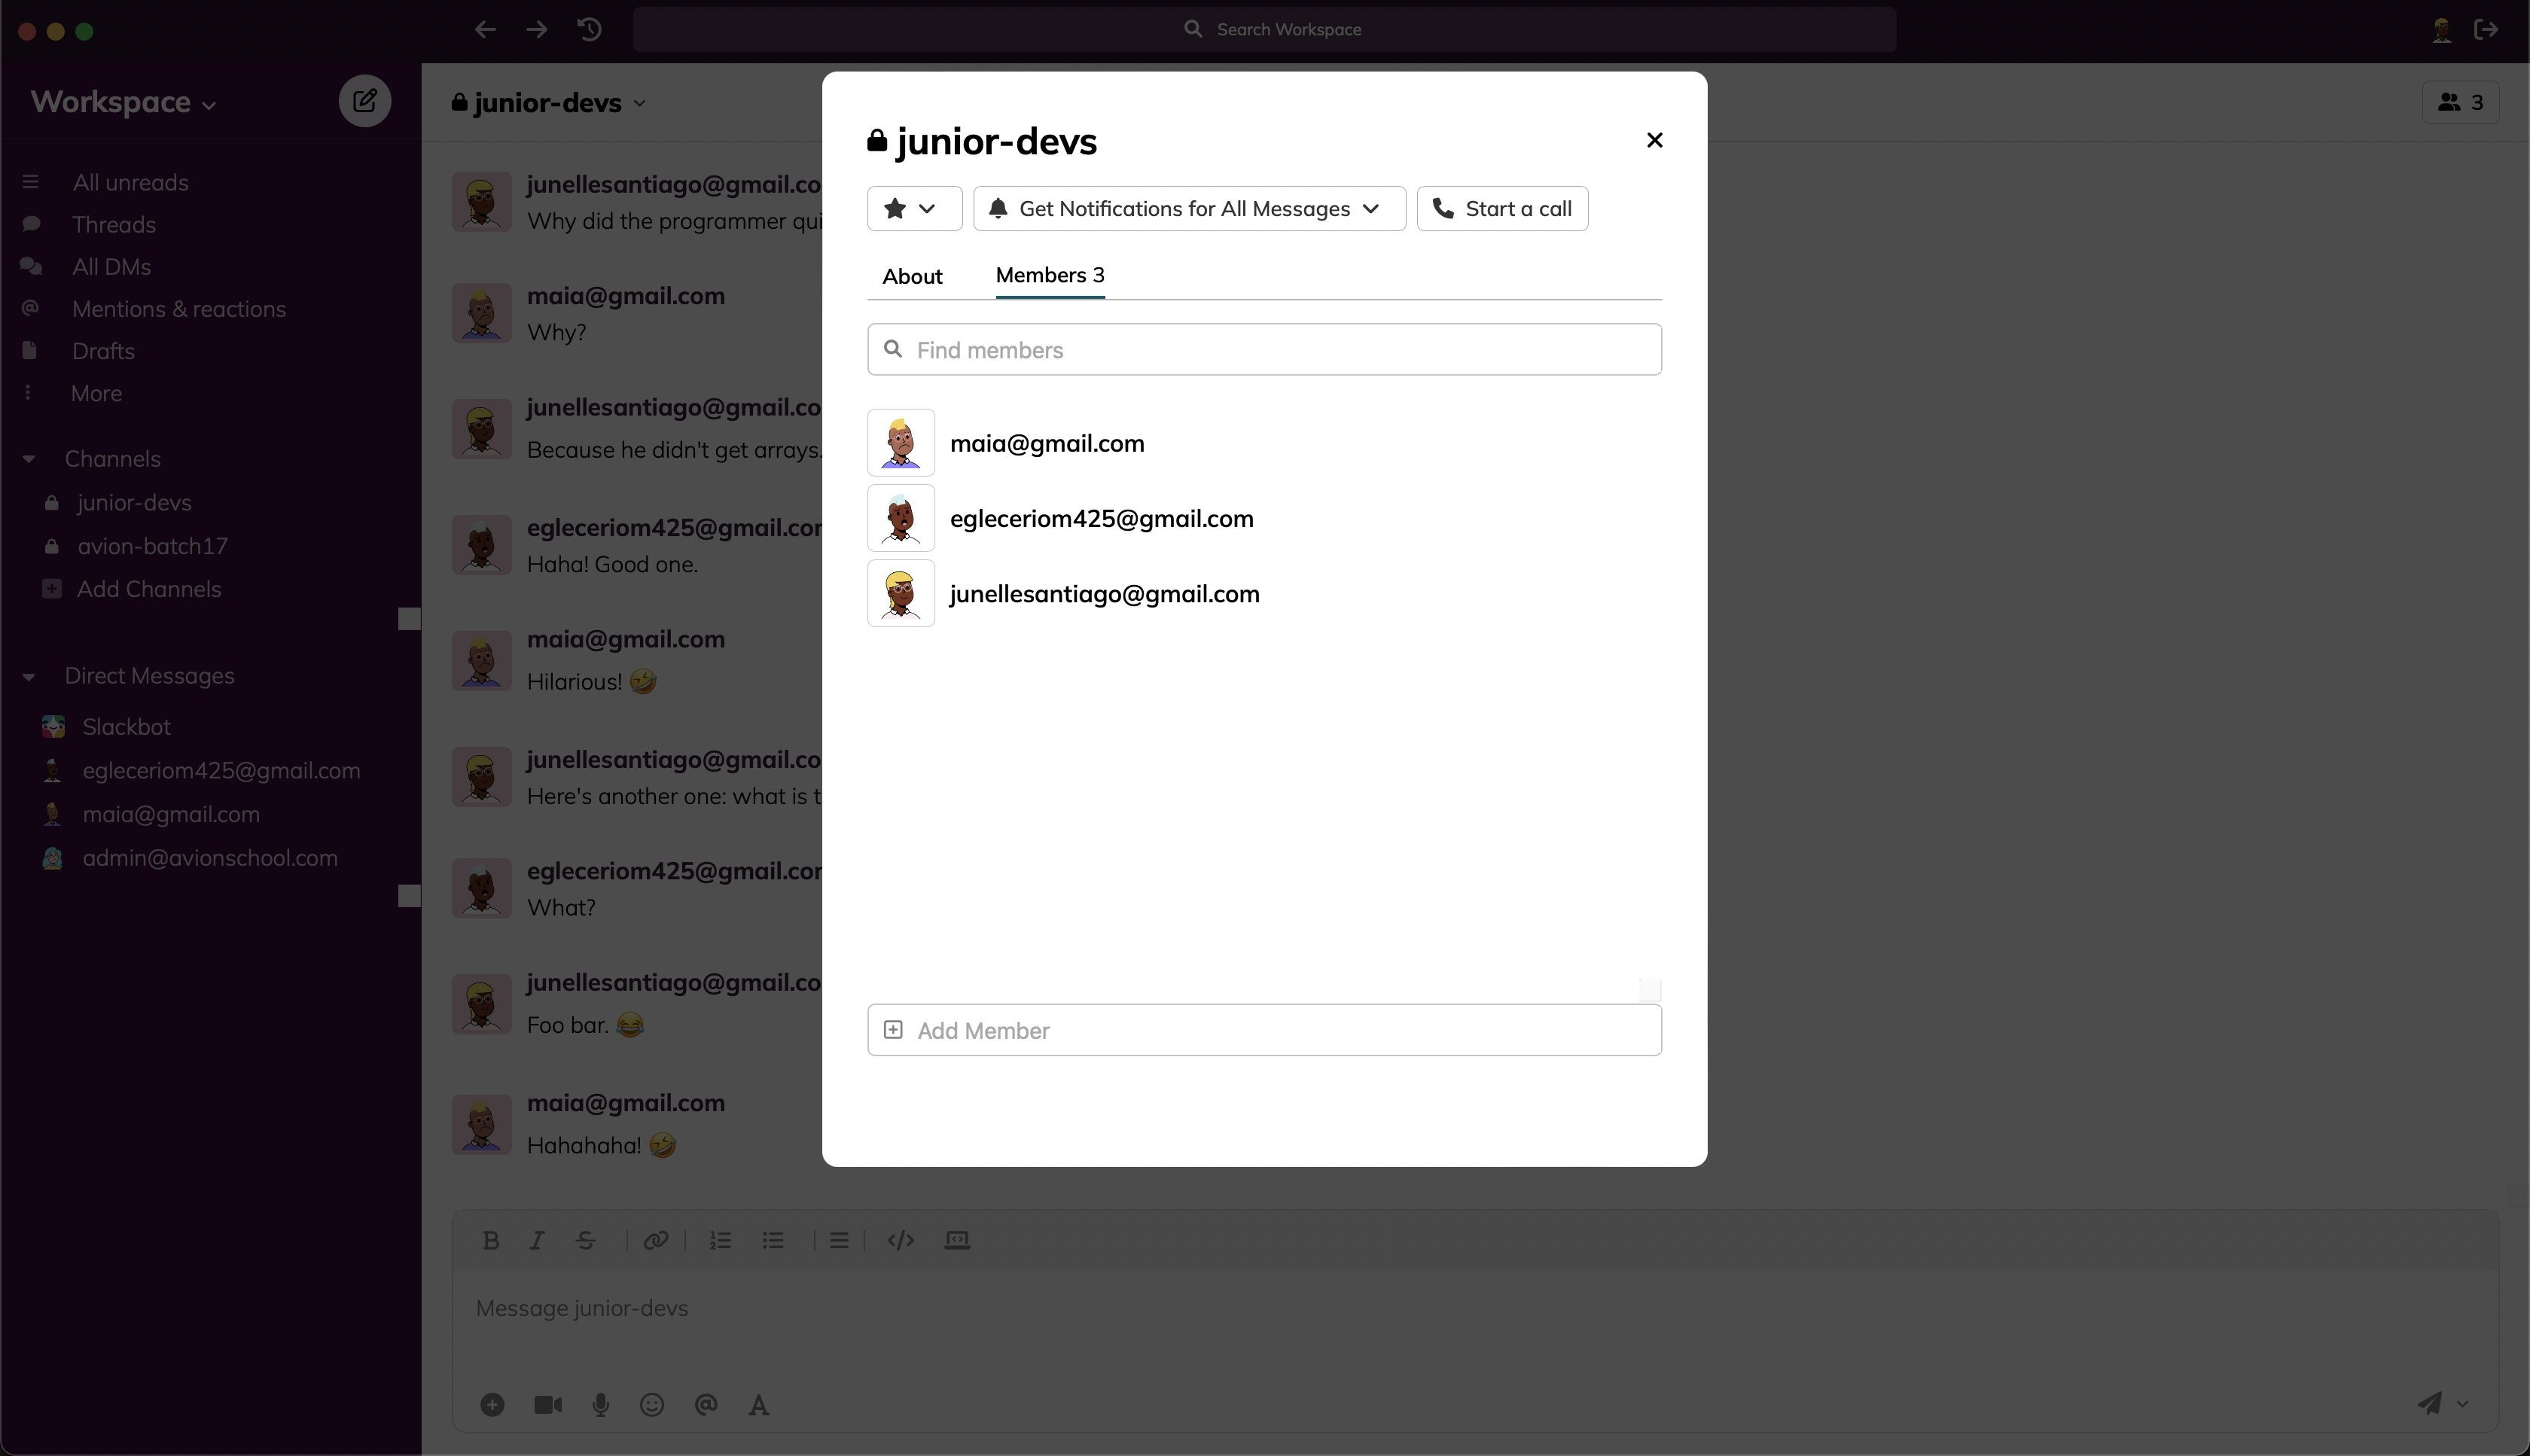 Search Workspace
Workspace
All unreads
Threads
All DMs
Mentions & reactions
Drafts
More
Channels
junior-devs
avion-batch17
Add Channels
Direct Messages
Slackbot
egleceriom425@gmail.com
maia@gmail.com
admin@avionschool.com
junior-devs
3
junellesantiago@gmail.co
Why did the programmer qui
maia@gmail.com
Why?
junellesantiago@gmail.co
Because he didn't get arrays.
egleceriom425@gmail.cor
Haha! Good one.
maia@gmail.com
Hilarious! 🤣
junellesantiago@gmail.co
Here's another one: what is t
egleceriom425@gmail.cor
What?
junellesantiago@gmail.co
Foo bar. 😂
maia@gmail.com
Hahahaha! 🤣
Message junior-devs
junior-devs
Get Notifications for All Messages
Start a call
About
Members 3
Find members
maia@gmail.com
egleceriom425@gmail.com
junellesantiago@gmail.com
Add Member